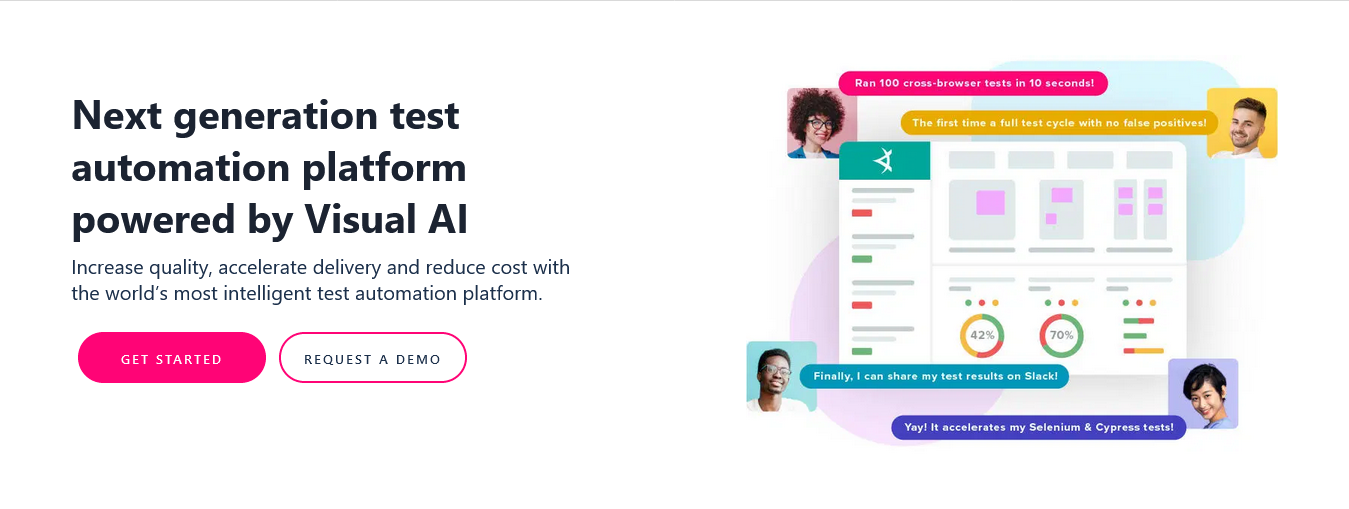 Next generation test
automation platform
powered by Visual AI
Increase quality, accelerate delivery and reduce cost with
the world’s most intelligent test automation platform.
GET STARTED
REQUEST A DEMO
Ran 100 cross-browser tests in 10 seconds!
The first time a full test cycle with no false positives!
42%
70%
Finally, I can share my test results on Slack!
Yay! It accelerates my Selenium & Cypress tests!